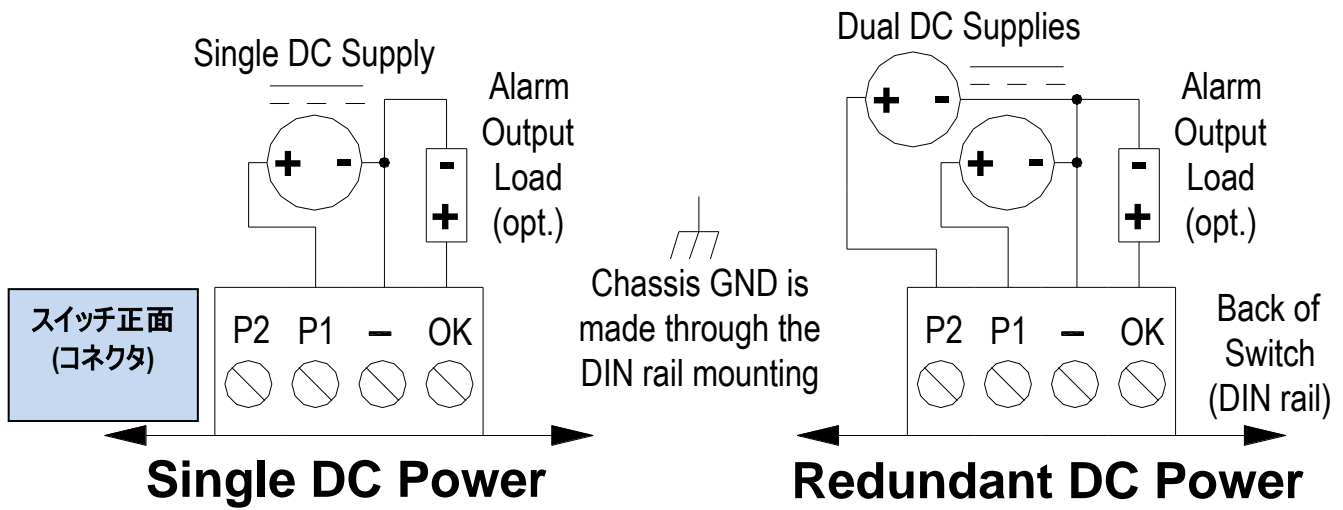 Single DC Supply
+ -
Alarm
Output
Load
(opt.)
-
+
スイッチ正面
(コネクタ)
P2 P1 – OK
Single DC Power
Chassis GND is
made through the
DIN rail mounting
Dual DC Supplies
+ -
+ -
Alarm
Output
Load
(opt.)
-
+
P2 P1 – OK
Back of
Switch
(DIN rail)
Redundant DC Power